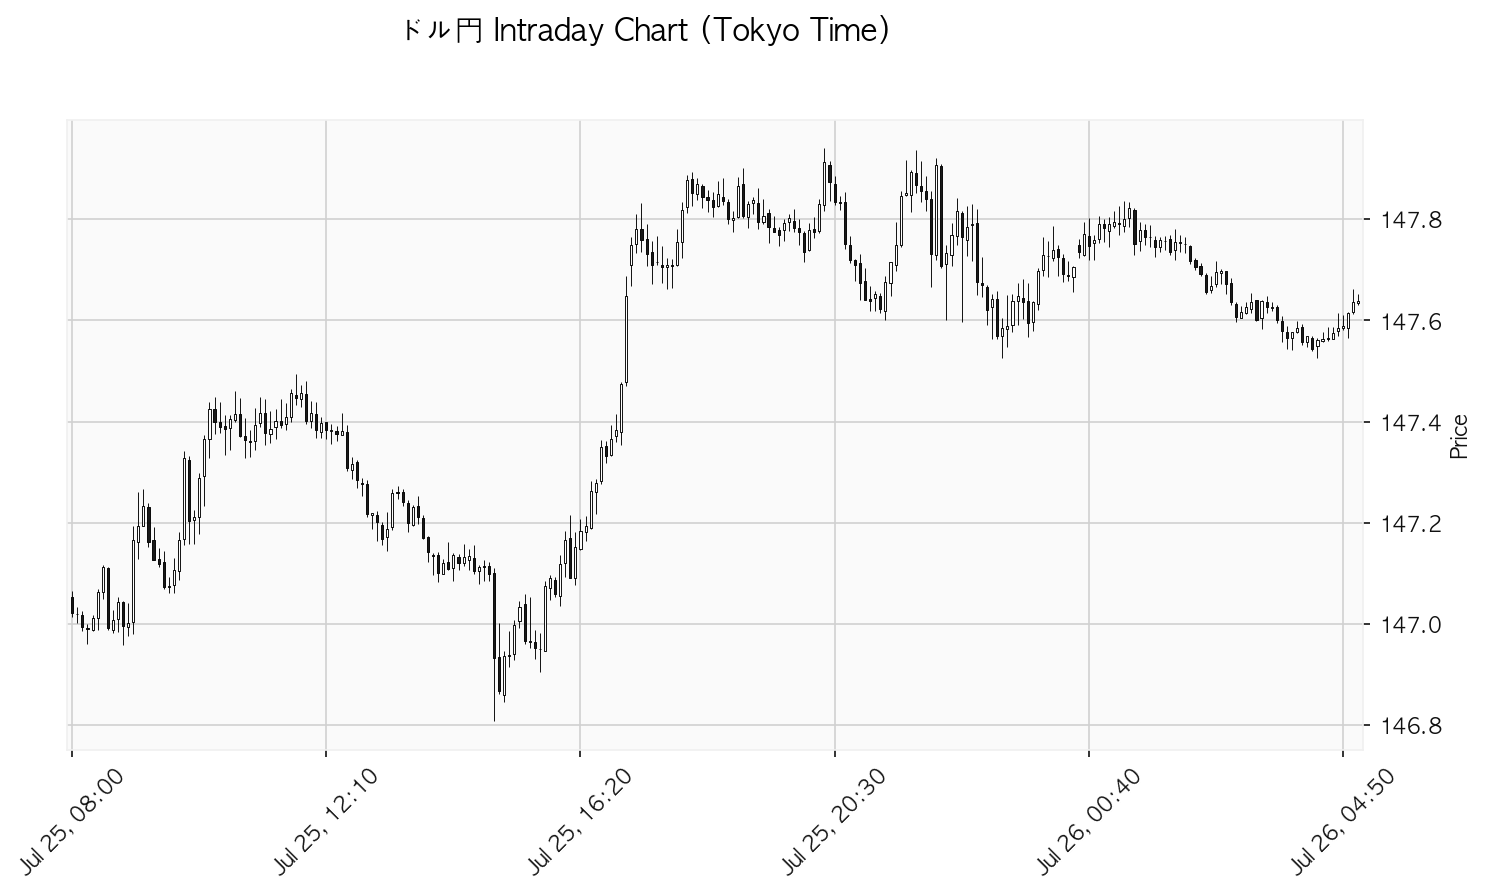 ドル円 Intraday Chart (Tokyo Time)
147.8
147.6
147.4
147.2
147.0
146.8
Price
Jul 25, 08:00
Jul 25, 12:10
Jul 25, 16:20
Jul 25, 20:30
Jul 26, 00:40
Jul 26, 04:50